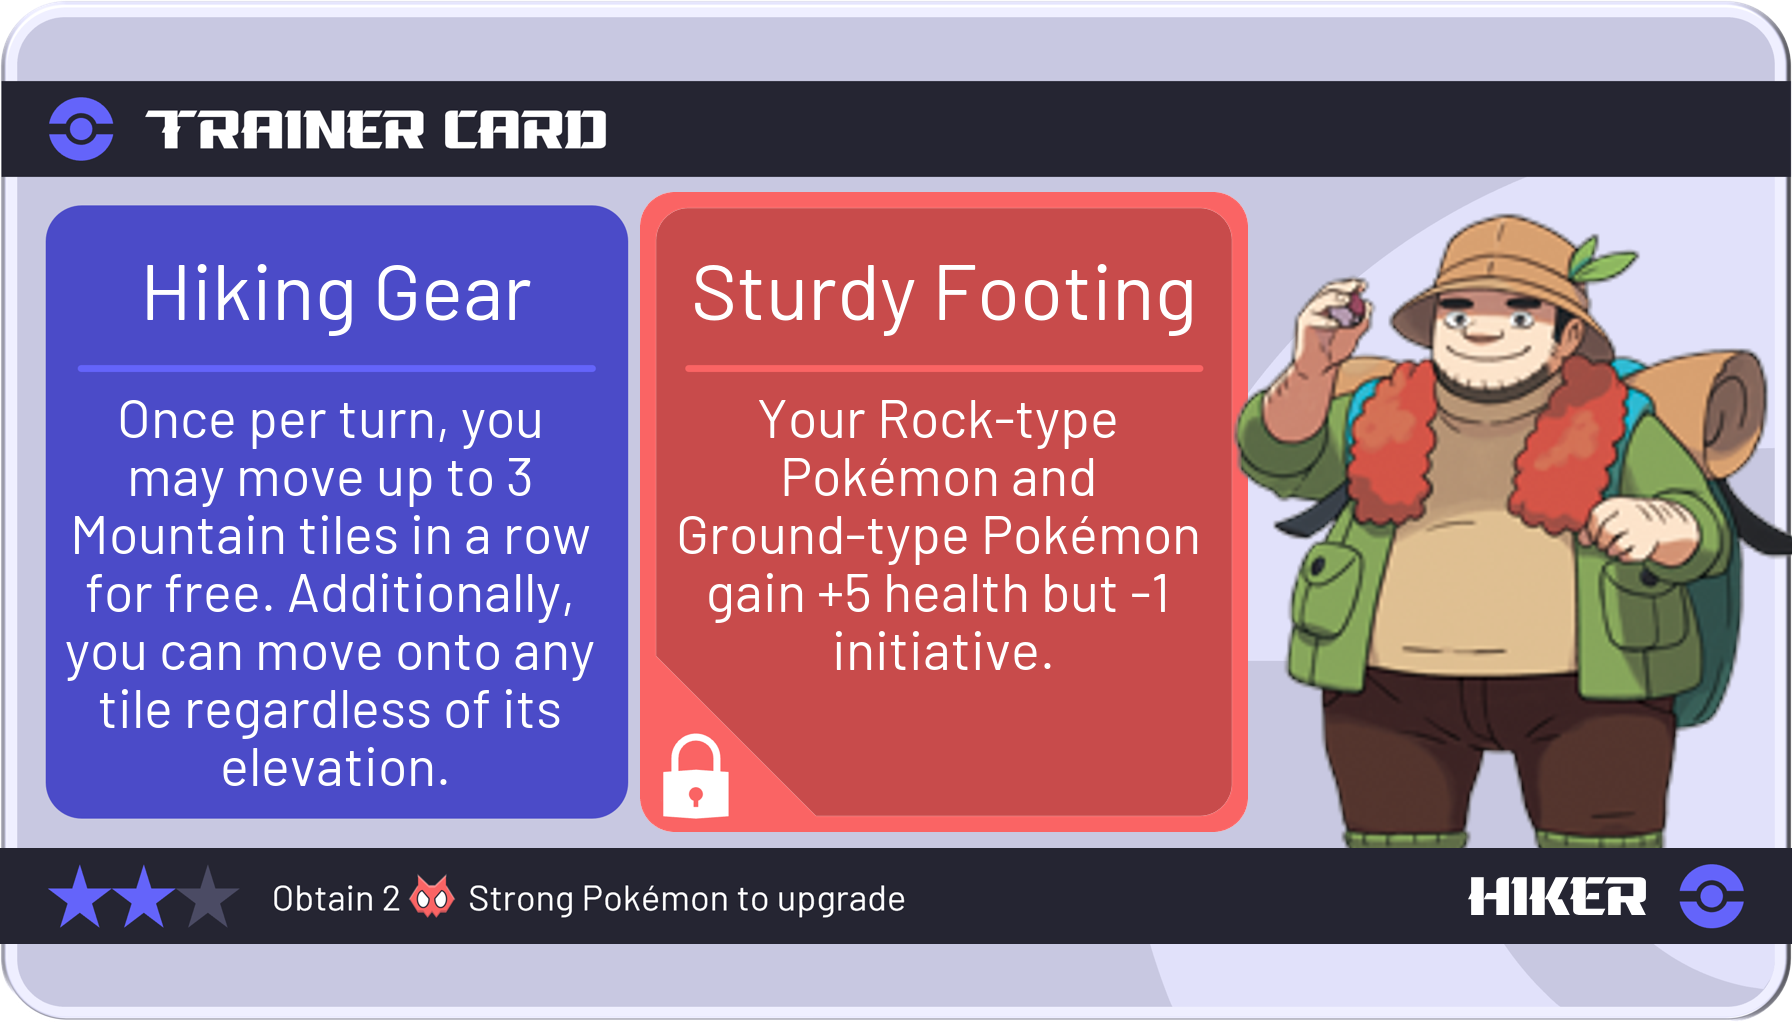 TRAINER CARD
Hiking Gear
Once per turn, you
may move up to 3
Mountain tiles in a row
for free. Additionally,
you can move onto any
tile regardless of its
elevation.
Sturdy Footing
Your Rock-type
Pokémon and
Ground-type Pokémon
gain +5 health but -1
initiative.
Obtain 2 Strong Pokémon to upgrade
HIKER